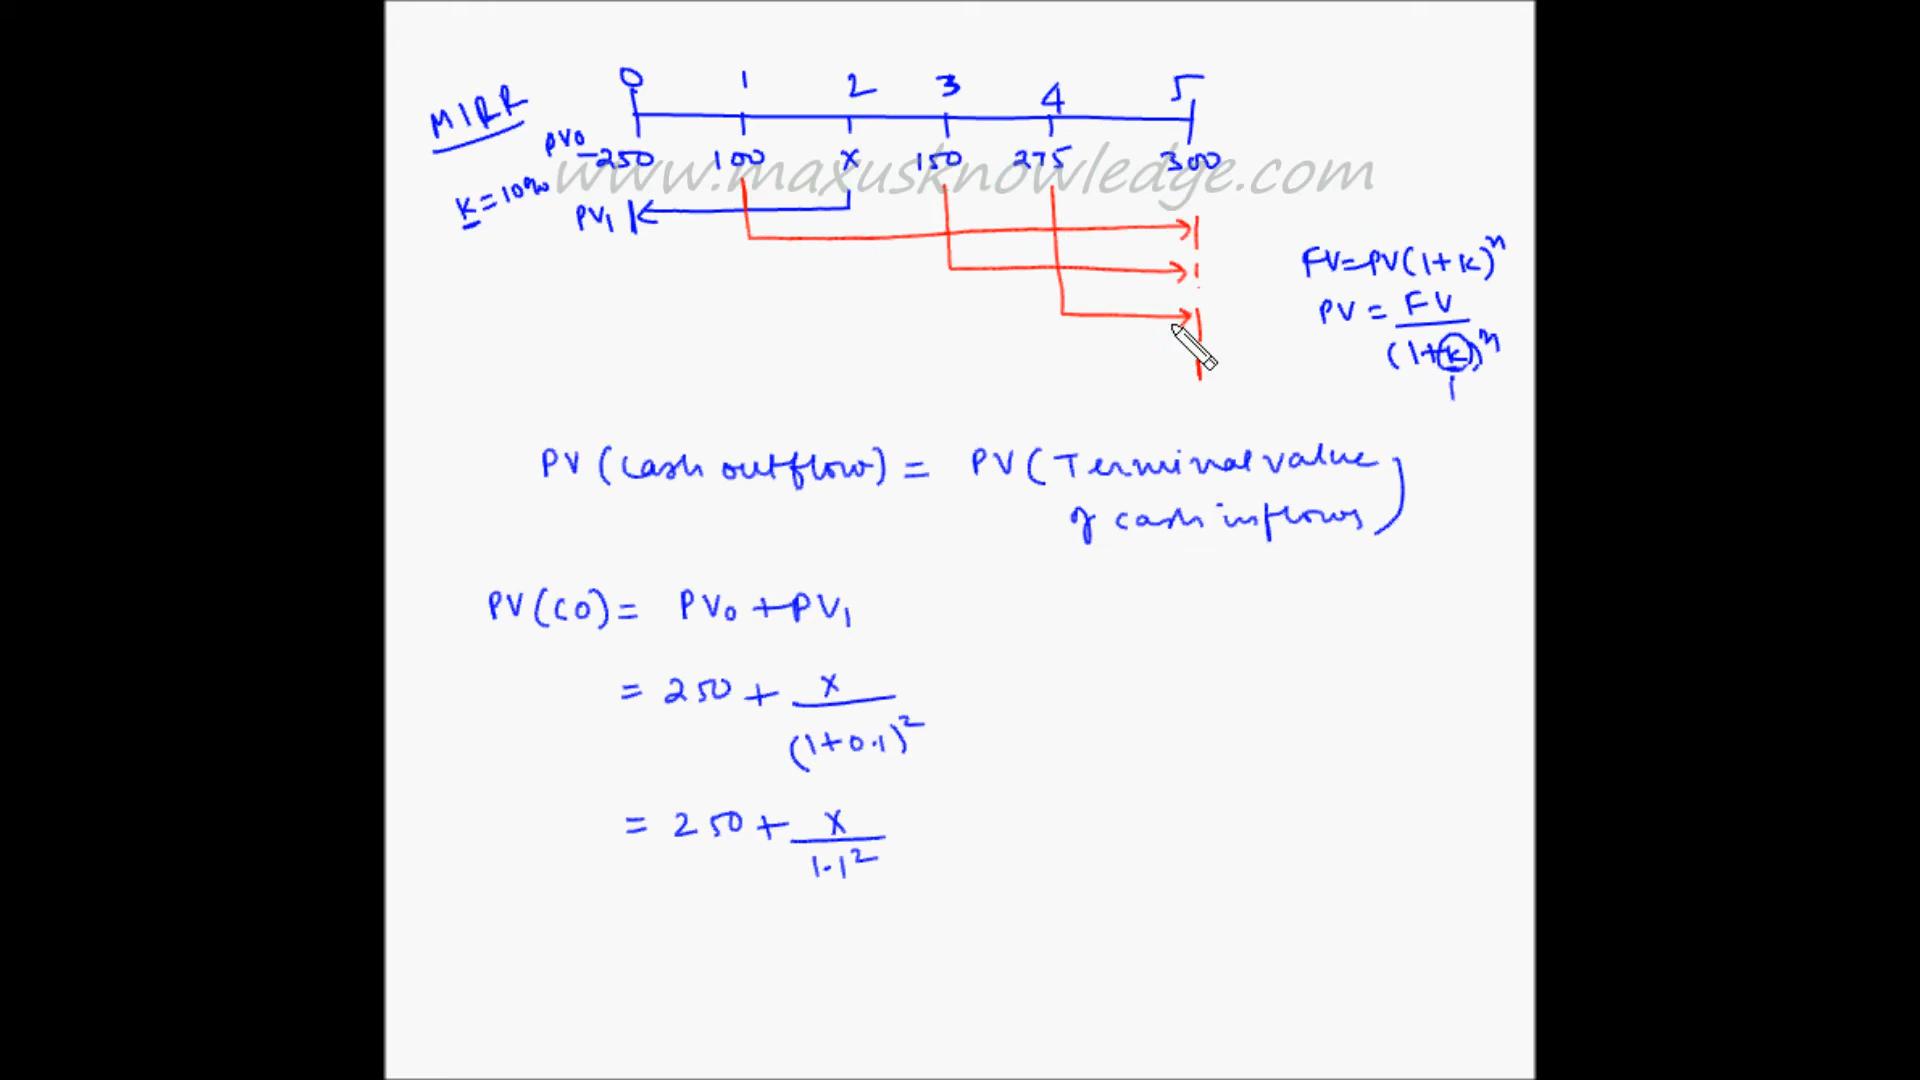 0 1 2 3 4 5
MIRR
PV0 -250 100 x 150 275 300
www.maxusknowledge.com
k=10%
PV1
FV=PV(1+k)^n
PV = FV
(1+k)^n
i
PV (cash outflow) = PV (Terminal value
of cash inflows)
PV(CO) = PV0 + PV1
= 250 + x
(1+0.1)^2
= 250 + x
1.1^2